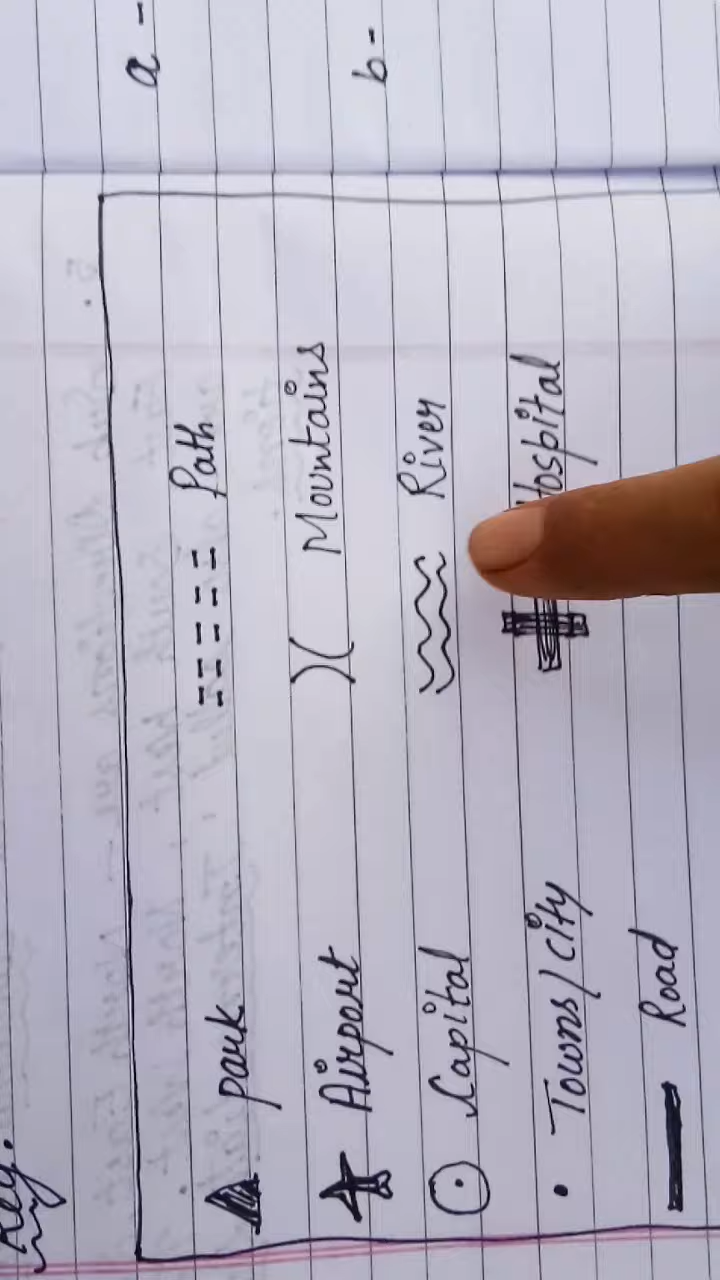 Key.
park Path
Airport Mountains
Capital River
Towns/city Hospital
Road
a -
b -